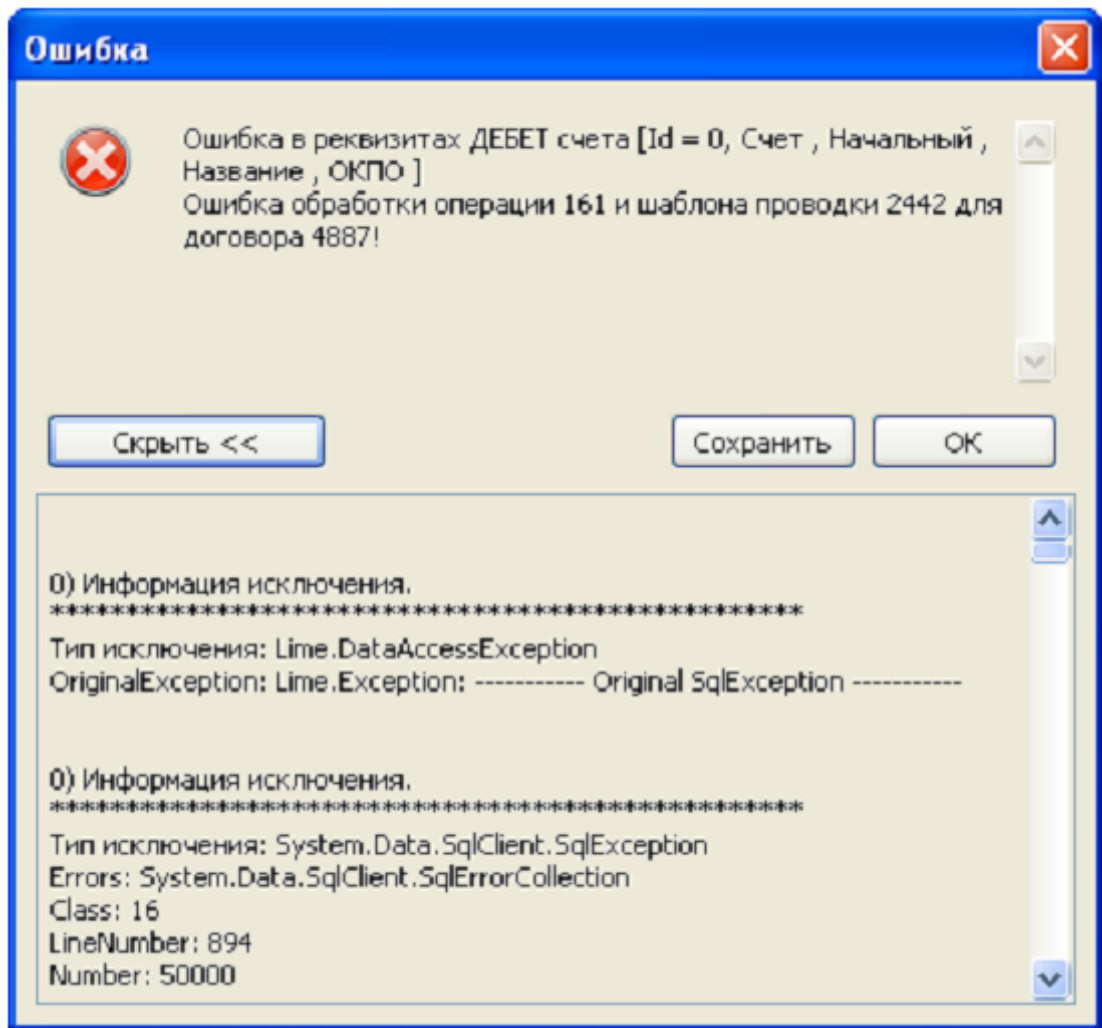 Ошибка
Ошибка в реквизитах ДЕБЕТ счета [Id = 0, Счет , Начальный ,
Название , ОКПО ]
Ошибка обработки операции 161 и шаблона проводки 2442 для
договора 4887!
Скрыть <<
Сохранить
ОК
0) Информация исключения.
**************************************************
Тип исключения: Lime.DataAccessException
OriginalException: Lime.Exception: ----------- Original SqlException -----------
0) Информация исключения.
**************************************************
Тип исключения: System.Data.SqlClient.SqlException
Errors: System.Data.SqlClient.SqlErrorCollection
Class: 16
LineNumber: 894
Number: 50000